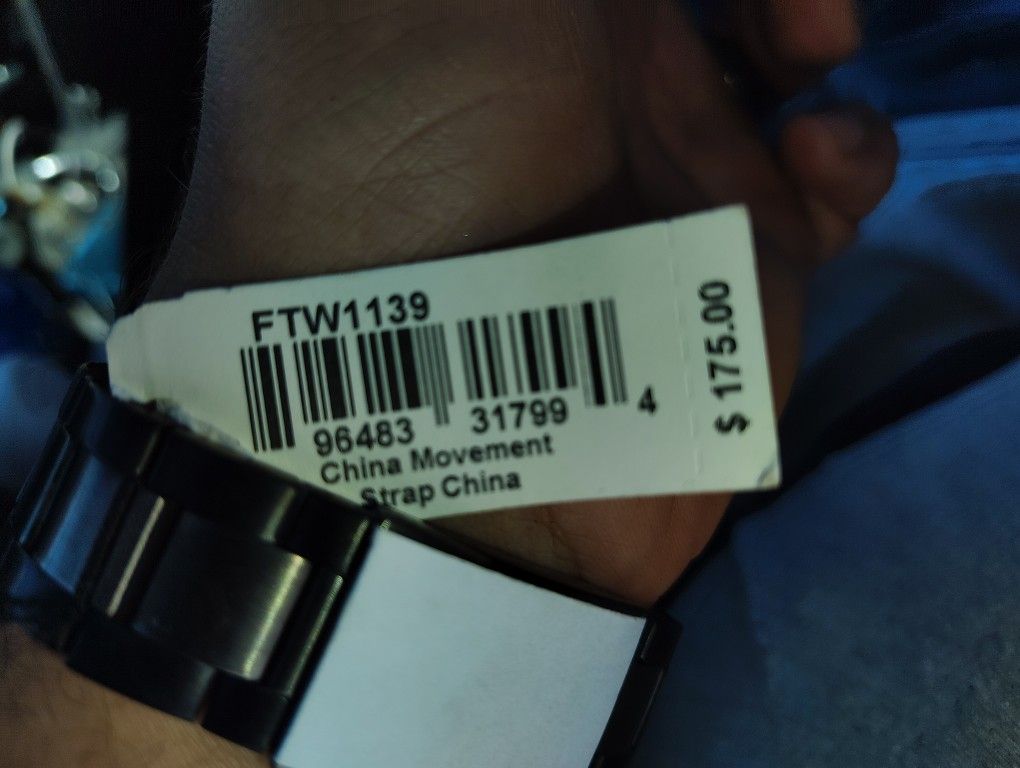 FTW1139
96483 31799 4
China Movement
Strap China
$ 175.00